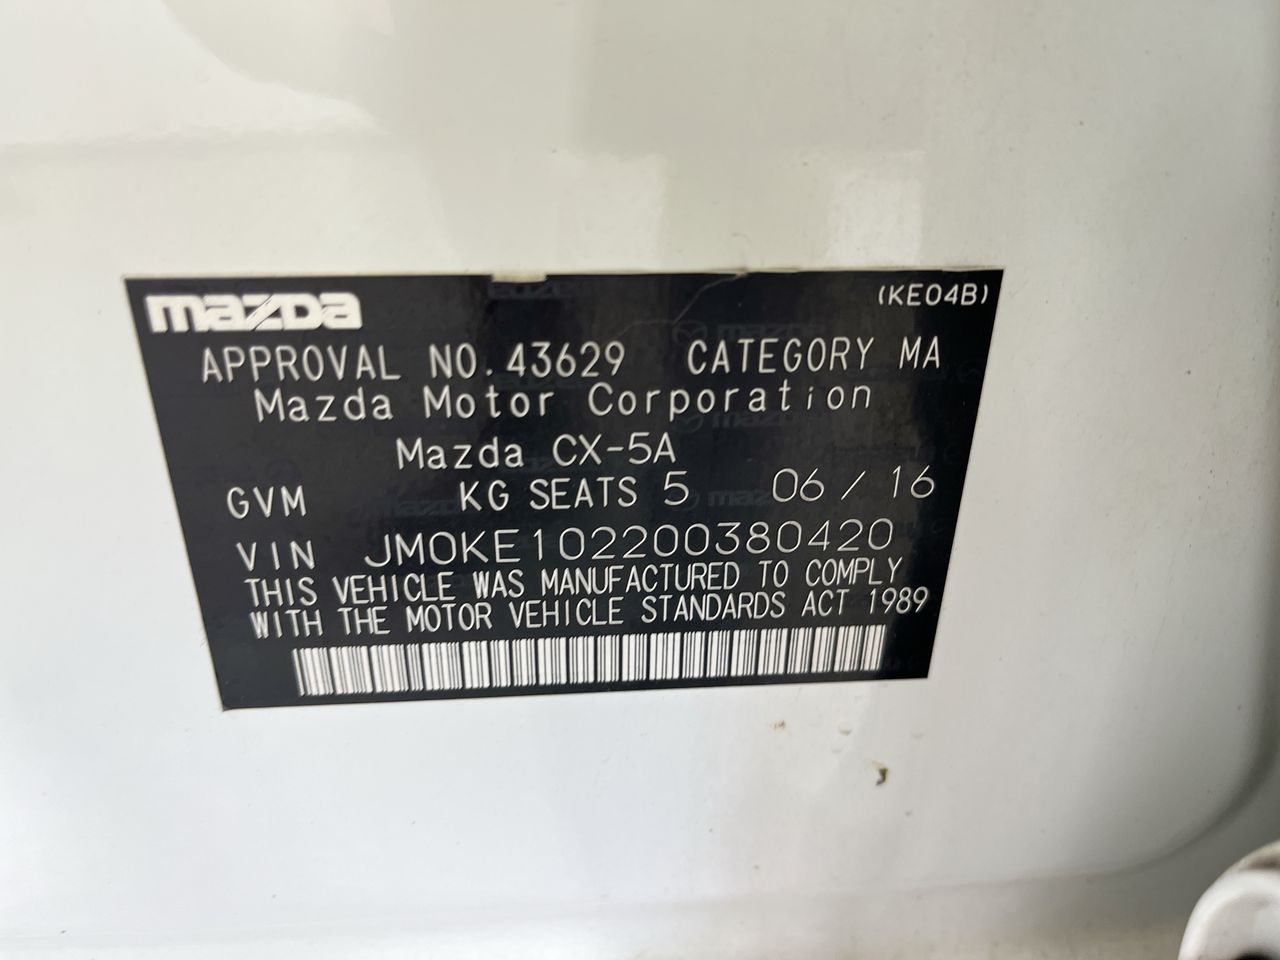 mazda
(KE04B)
APPROVAL NO. 43629 CATEGORY MA
Mazda Motor Corporation
Mazda CX-5A
GVM KG SEATS 5 06 / 16
VIN JM0KE102200380420
THIS VEHICLE WAS MANUFACTURED TO COMPLY
WITH THE MOTOR VEHICLE STANDARDS ACT 1989